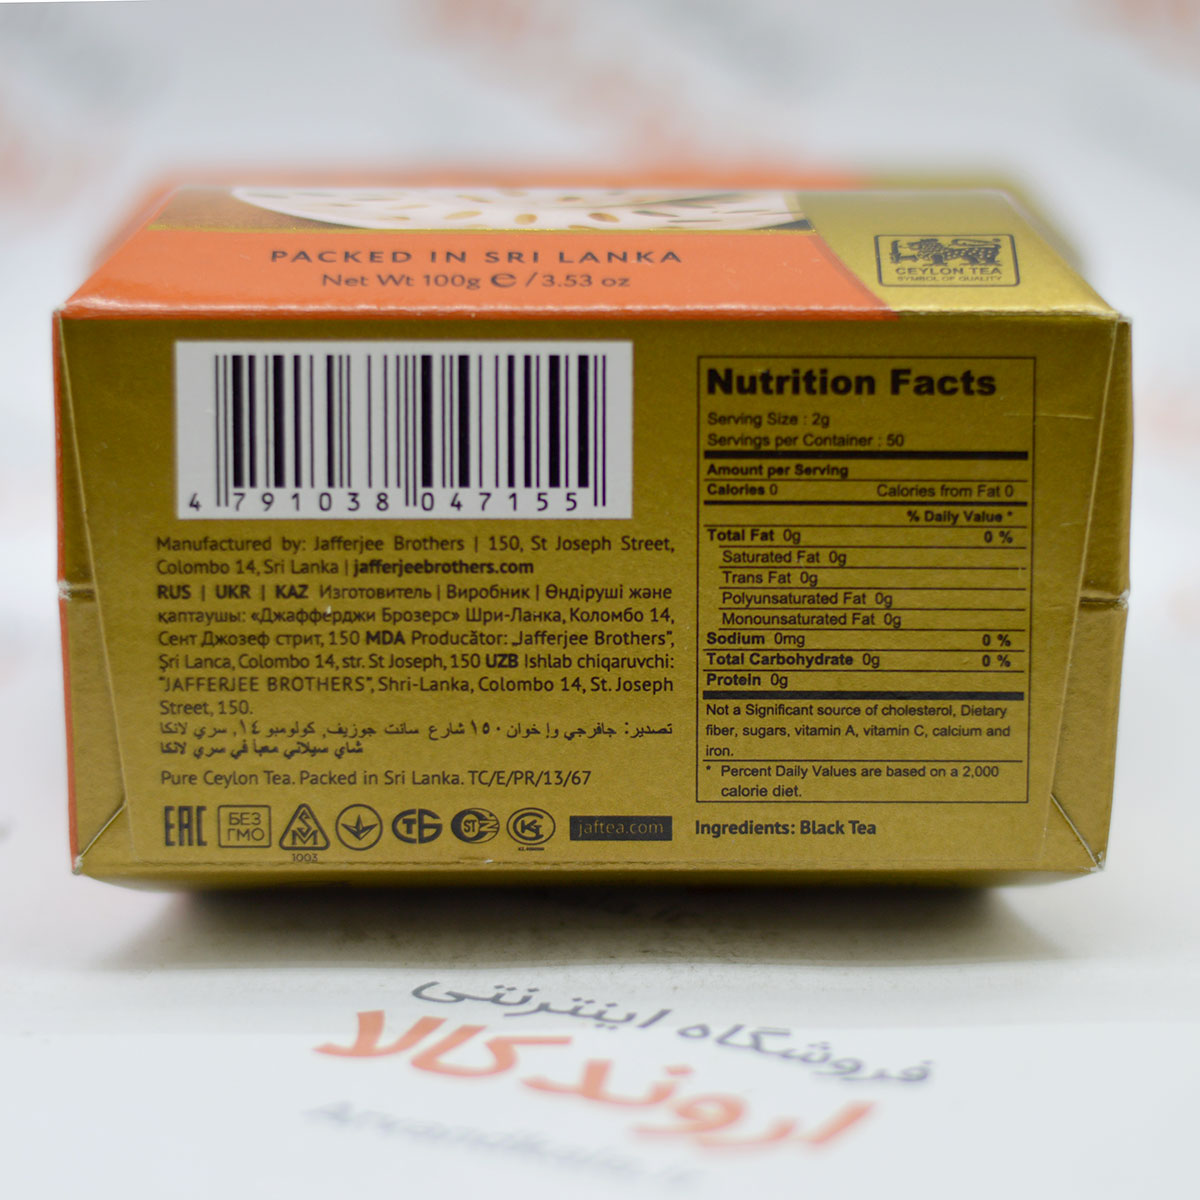 PACKED IN SRI LANKA
Net Wt 100g ℮ / 3.53 oz
CEYLON TEA
SYMBOL OF QUALITY
4 791038 047155
Manufactured by: Jafferjee Brothers | 150, St Joseph Street,
Colombo 14, Sri Lanka | jafferjeebrothers.com
RUS | UKR | KAZ Изготовитель | Виробник | Өндіруші және
қаптаушы: «Джафферджи Брозерс» Шри-Ланка, Коломбо 14,
Сент Джозеф стрит, 150 MDA Producător: „Jafferjee Brothers”,
Şri Lanca, Colombo 14, str. St Joseph, 150 UZB Ishlab chiqaruvchi:
"JAFFERJEE BROTHERS", Shri-Lanka, Colombo 14, St. Joseph
Street, 150.
تصدير: جافرجي وإخوان ١٥٠ شارع سانت جوزيف, كولومبو ١٤, سري لانكا
شاي سيلاني معبأ في سري لانكا
Pure Ceylon Tea. Packed in Sri Lanka. TC/E/PR/13/67
EAC
БЕЗ
ГМО
1003
jaftea.com
Nutrition Facts
Serving Size : 2g
Servings per Container : 50
Amount per Serving
Calories 0 Calories from Fat 0
% Daily Value *
Total Fat 0g 0 %
Saturated Fat 0g
Trans Fat 0g
Polyunsaturated Fat 0g
Monounsaturated Fat 0g
Sodium 0mg 0 %
Total Carbohydrate 0g 0 %
Protein 0g
Not a Significant source of cholesterol, Dietary
fiber, sugars, vitamin A, vitamin C, calcium and
iron.
* Percent Daily Values are based on a 2,000
calorie diet.
Ingredients: Black Tea
فروشگاه اینترنتی
اروند کالا
Arvandkala.ir